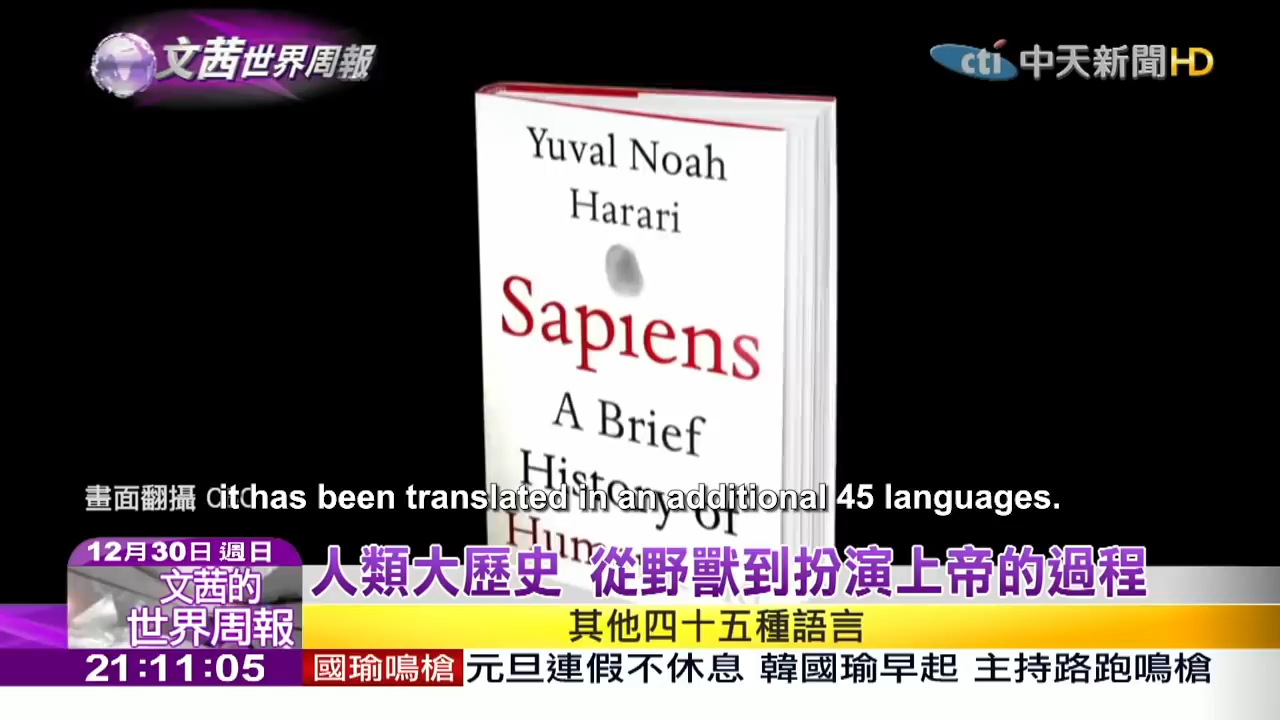 文茜世界周報
cti 中天新聞HD
Yuval Noah
Harari
Sapiens
A Brief
History of
畫面翻攝
it has been translated in an additional 45 languages.
12月30日 週日
文茜的
世界周報
人類大歷史 從野獸到扮演上帝的過程
其他四十五種語言
21:11:05
國瑜鳴槍 元旦連假不休息 韓國瑜早起 主持路跑鳴槍